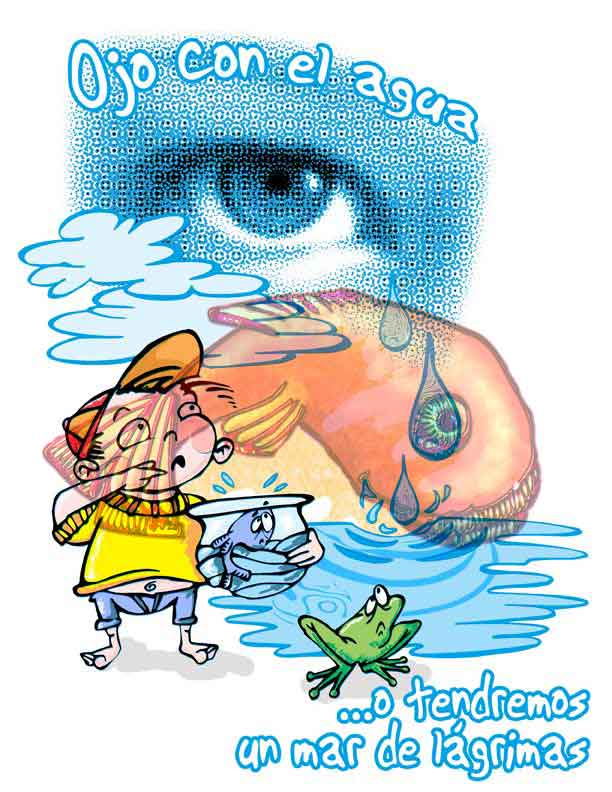 Ojo con el agua
...o tendremos
un mar de lágrimas